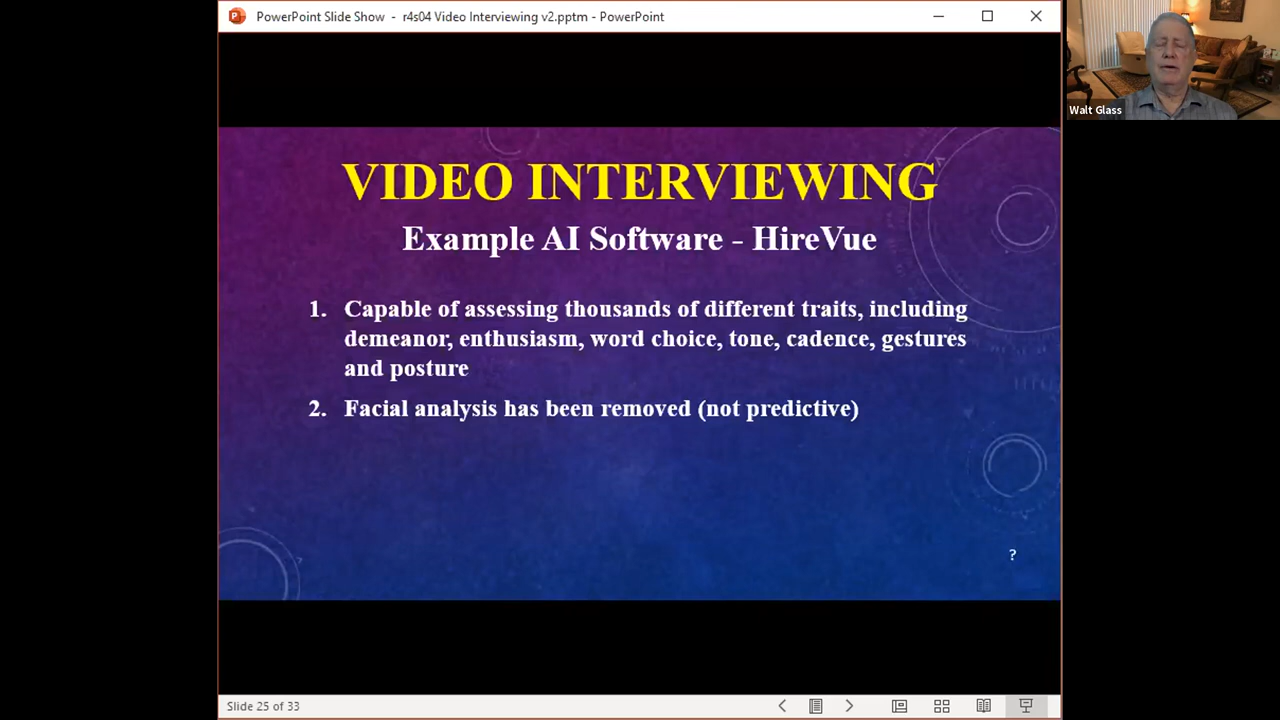 PowerPoint Slide Show - r4s04 Video Interviewing v2.pptm - PowerPoint
Walt Glass
VIDEO INTERVIEWING
Example AI Software - HireVue
1. Capable of assessing thousands of different traits, including
demeanor, enthusiasm, word choice, tone, cadence, gestures
and posture
2. Facial analysis has been removed (not predictive)
?
Slide 25 of 33